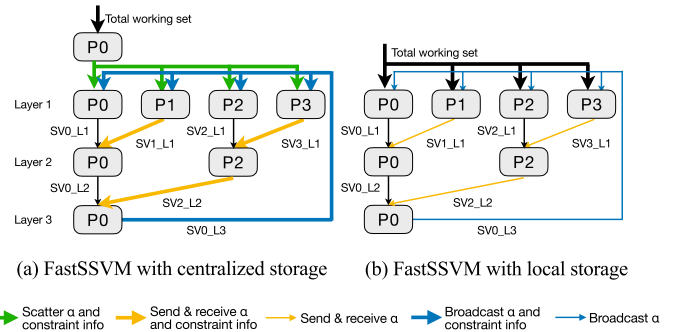 Total working set
P0
Layer 1 P0 P1 P2 P3
SV0_L1 SV1_L1 SV2_L1 SV3_L1
Layer 2 P0 P2
SV0_L2 SV2_L2
Layer 3 P0
SV0_L3
(a) FastSSVM with centralized storage
Total working set
P0 P1 P2 P3
SV0_L1 SV1_L1 SV2_L1 SV3_L1
P0 P2
SV0_L2 SV2_L2
P0
SV0_L3
(b) FastSSVM with local storage
Scatter α and
constraint info
Send & receive α
and constraint info
Send & receive α
Broadcast α and
constraint info
Broadcast α